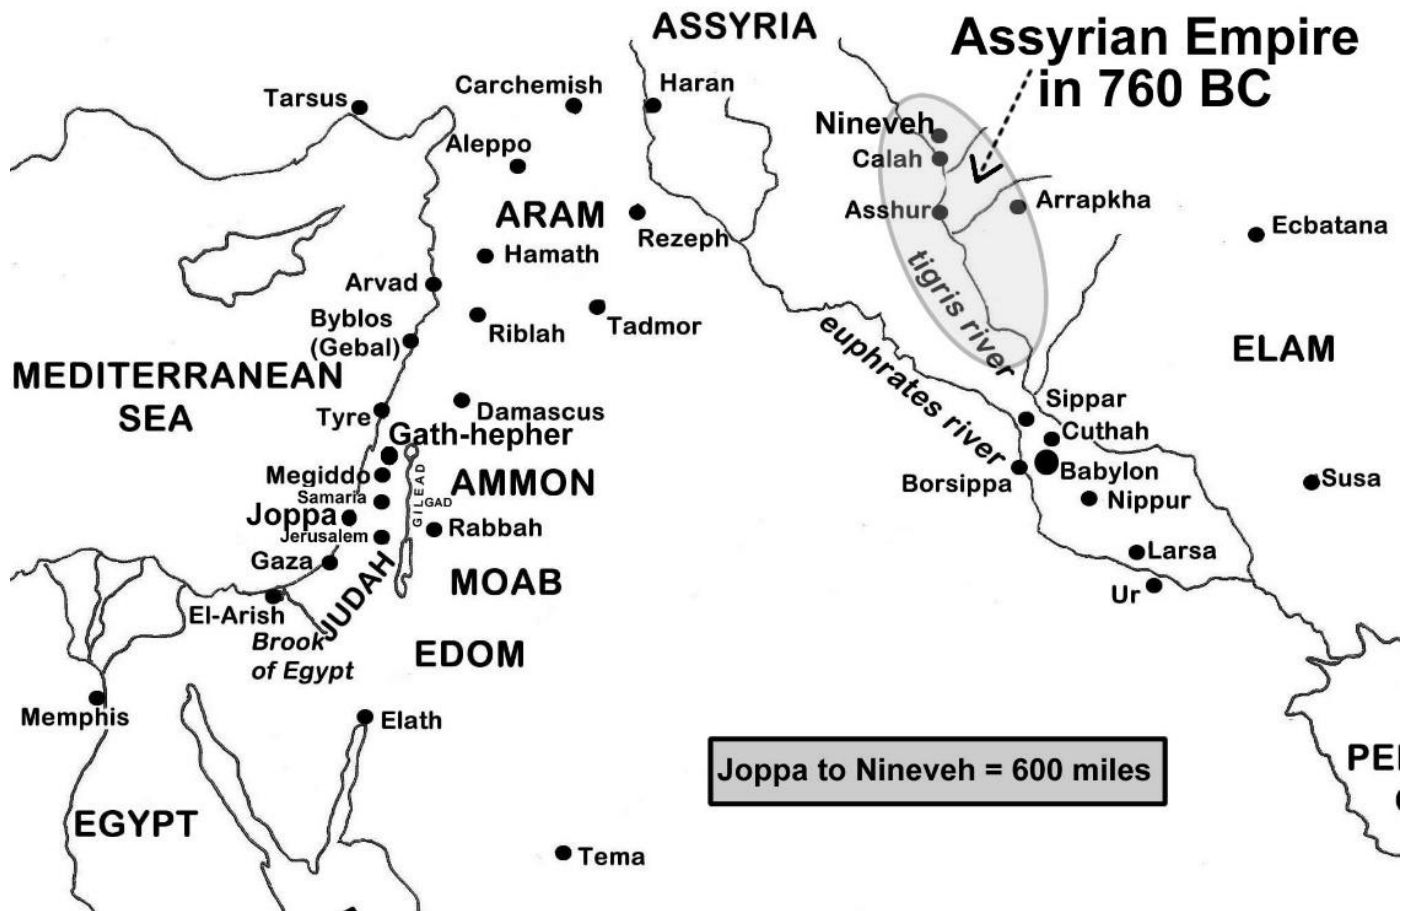 ASSYRIA
Assyrian Empire
in 760 BC
Carchemish
Haran
Tarsus
Nineveh
Aleppo
Calah
ARAM
Asshur
Arrapkha
Rezeph
Ecbatana
Hamath
tigris river
Arvad
Byblos
(Gebal)
Riblah
Tadmor
euphrates river
ELAM
MEDITERRANEAN
SEA
Tyre
Damascus
Sippar
Gath-hepher
Cuthah
Megiddo
GILEAD
AMMON
Babylon
Borsippa
Susa
Samaria
GAD
Nippur
Joppa
Rabbah
Jerusalem
Larsa
Gaza
JUDAH
MOAB
Ur
El-Arish
Brook
of Egypt
EDOM
Memphis
Elath
Joppa to Nineveh = 600 miles
EGYPT
Tema